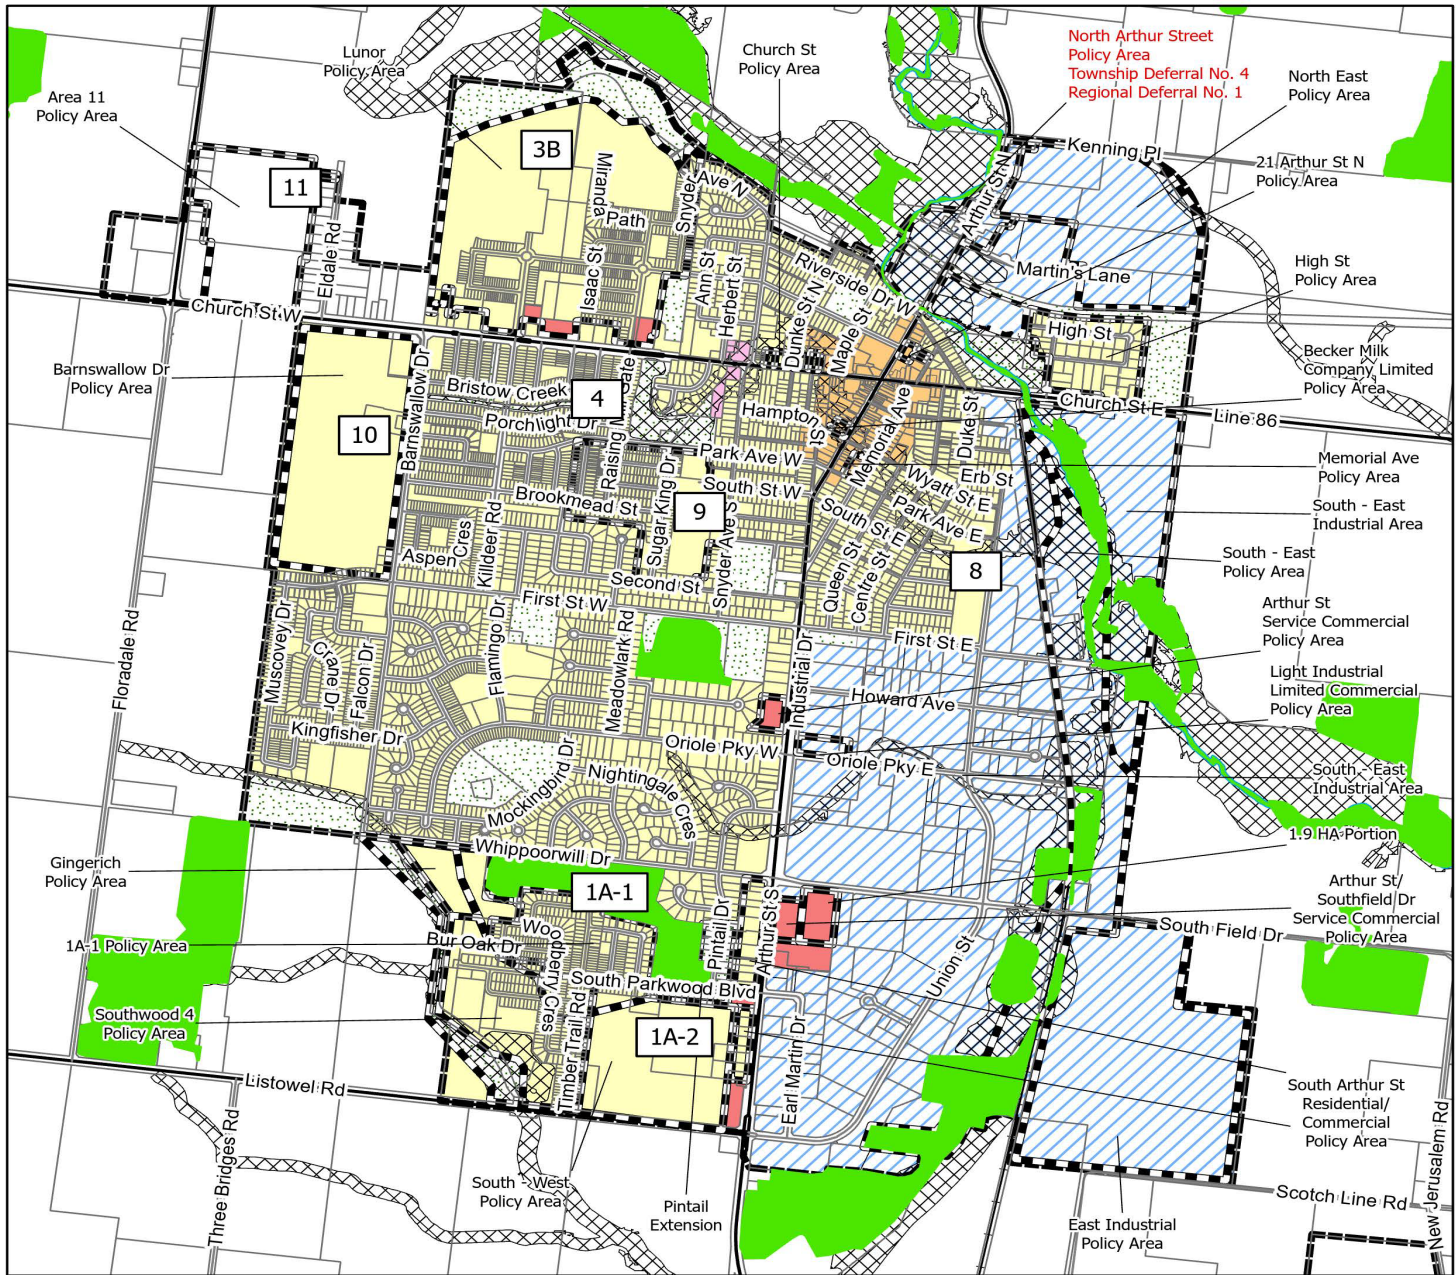 Lunor
Policy Area
Church St
Policy Area
North Arthur Street
Policy Area
Township Deferral No. 4
Regional Deferral No. 1
North East
Policy Area
Area 11
Policy Area
21 Arthur St N
Policy Area
High St
Policy Area
Becker Milk
Company Limited
Policy Area
Memorial Ave
Policy Area
South - East
Industrial Area
South - East
Policy Area
Arthur St
Service Commercial
Policy Area
Light Industrial
Limited Commercial
Policy Area
South - East
Industrial Area
1.9 HA Portion
Arthur St/
Southfield Dr
Service Commercial
Policy Area
South Arthur St
Residential/
Commercial
Policy Area
East Industrial
Policy Area
Pintail
Extension
South - West
Policy Area
Southwood 4
Policy Area
1A-1 Policy Area
Gingerich
Policy Area
Barnswallow Dr
Policy Area
3B
11
4
10
9
8
1A-1
1A-2
Kenning Pl
Arthur St N
Martin's Lane
High St
Church St E
Line 86
Church St W
Eldale Rd
Miranda
Path
Isaac St
Snyder
Ave N
Ann St
Herbert St
Riverside Dr W
Dunke St N
Maple St
Memorial Ave
Duke St
Hampton St
Bristow Creek
Porchlight Dr
Barnswallow Dr
Park Ave W
South St W
Erb St
Wyatt St E
Park Ave E
South St E
Brookmead St
Sugar King Dr
Snyder Ave S
Queen St
Centre St
Aspen
Cres
Killdeer Rd
Second St
First St W
First St E
Floradale Rd
Muscovey Dr
Crane Dr
Falcon Dr
Flamingo Dr
Meadowlark Rd
Industrial Dr
Howard Ave
Kingfisher Dr
Oriole Pky W
Oriole Pky E
Mockingbird Dr
Nightingale Cres
Whippoorwill Dr
Pintail Dr
Arthur St S
South Field Dr
Union St
Bur Oak Dr
Woodberry Cres
South Parkwood Blvd
Timber Trail Rd
Earl Martin Dr
Listowel Rd
Three Bridges Rd
Scotch Line Rd
New Jerusalem Rd